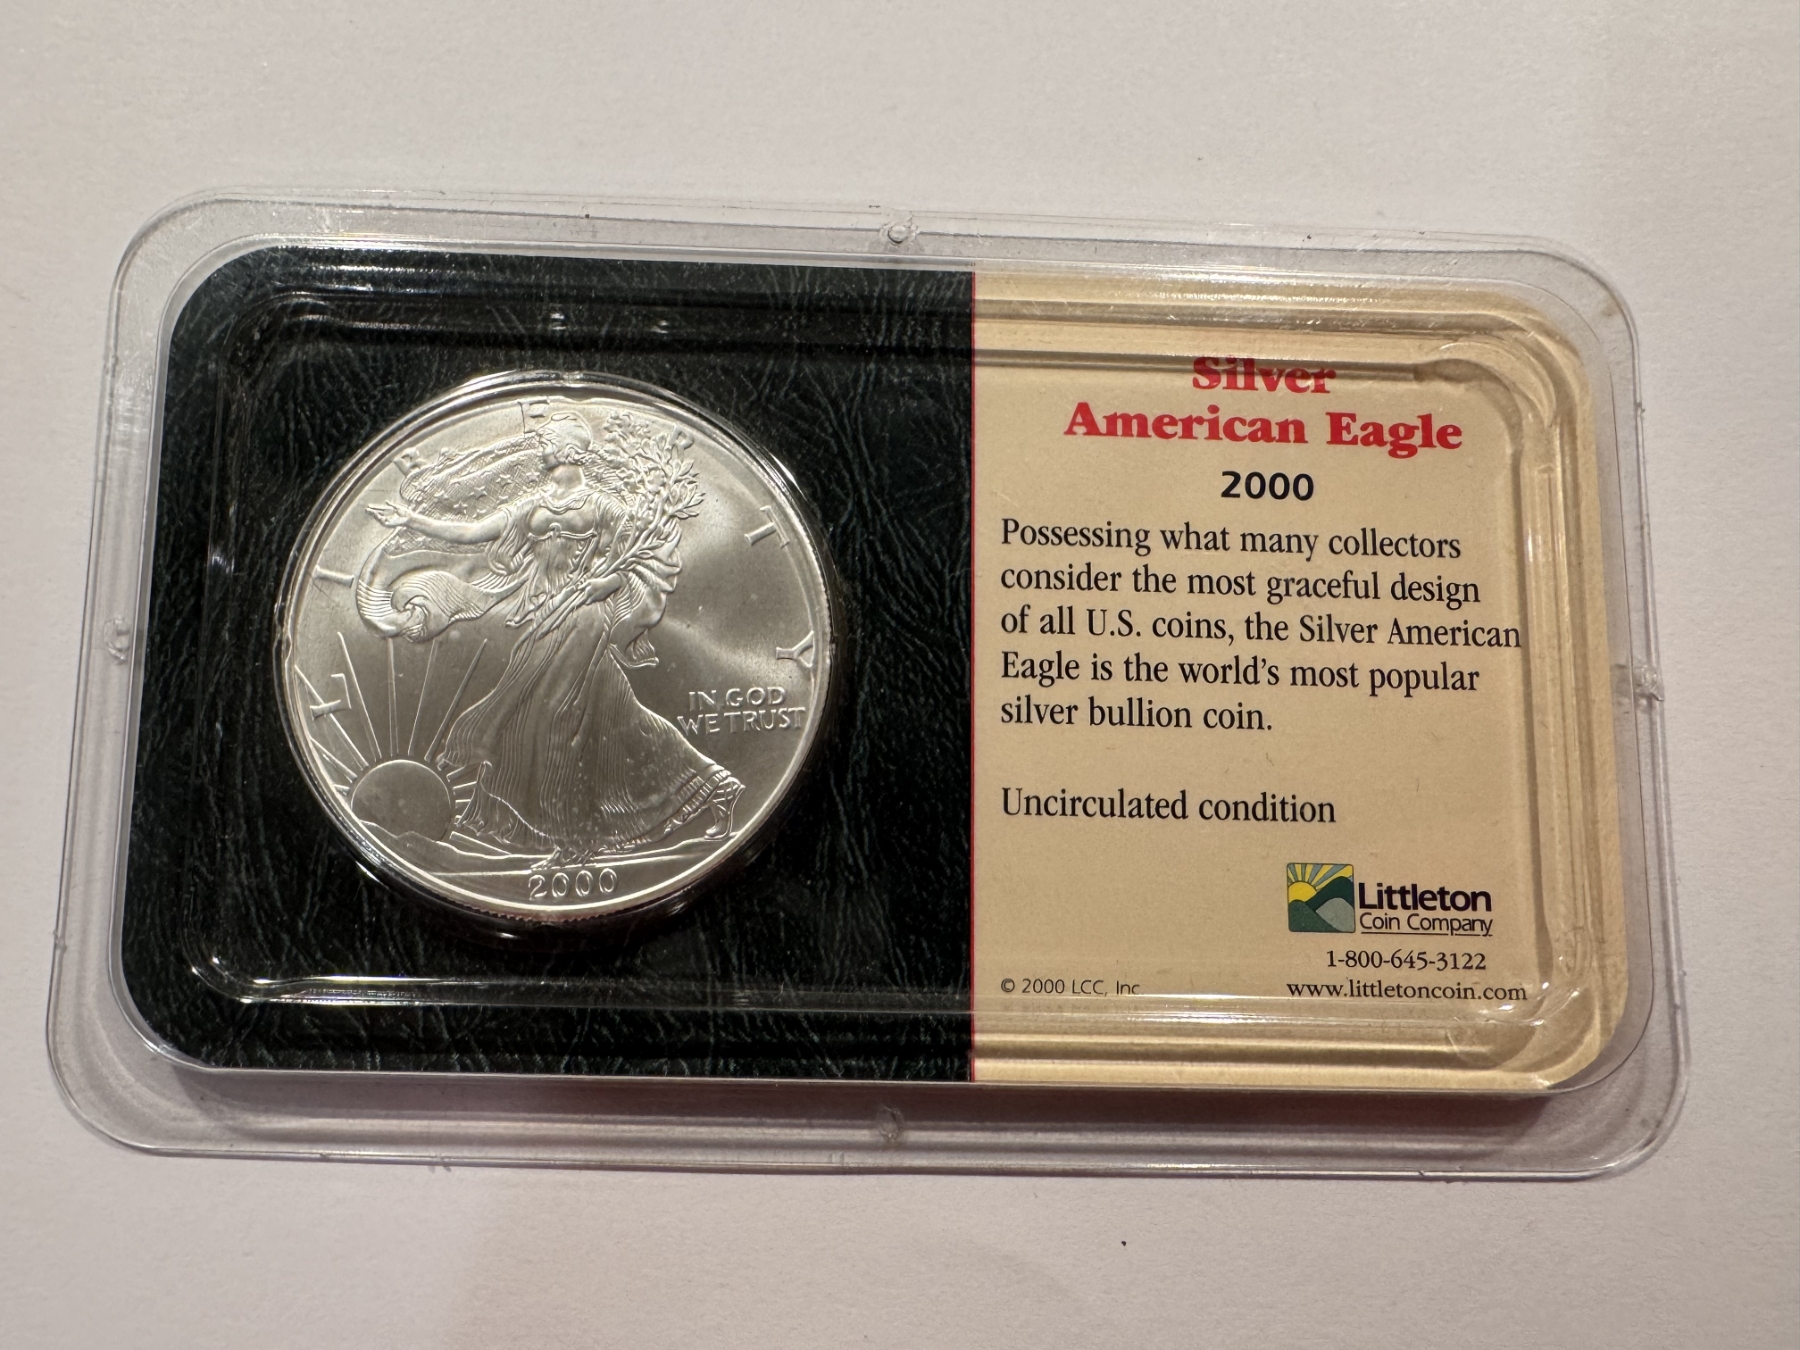 LIBERTY
IN GOD
WE TRUST
2000
Silver
American Eagle
2000
Possessing what many collectors
consider the most graceful design
of all U.S. coins, the Silver American
Eagle is the world's most popular
silver bullion coin.
Uncirculated condition
Littleton
Coin Company
1-800-645-3122
© 2000 LCC, Inc
www.littletoncoin.com